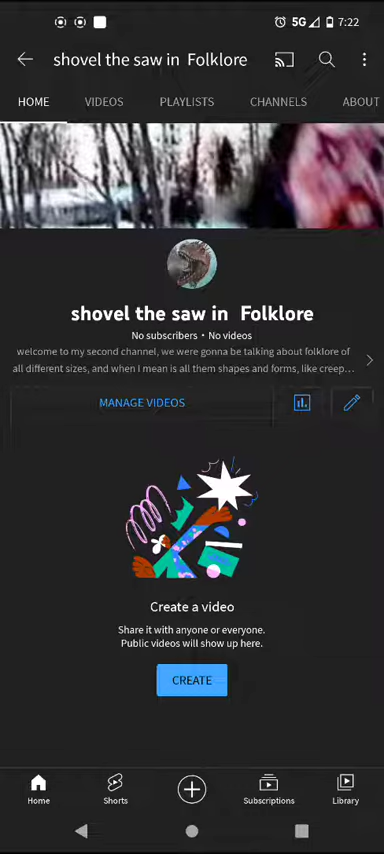 5G 7:22
shovel the saw in Folklore
HOME VIDEOS PLAYLISTS CHANNELS ABOUT
shovel the saw in Folklore
No subscribers • No videos
welcome to my second channel, we were gonna be talking about folklore of
all different sizes, and when I mean is all them shapes and forms, like creep...
MANAGE VIDEOS
Create a video
Share it with anyone or everyone.
Public videos will show up here.
CREATE
Home Shorts Subscriptions Library